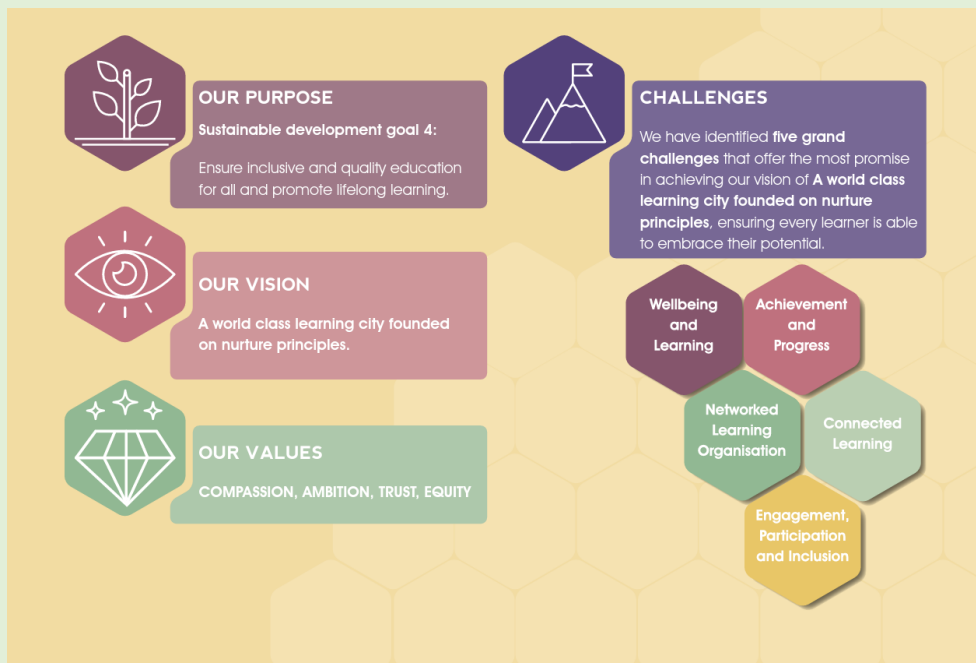 OUR PURPOSE
Sustainable development goal 4:
Ensure inclusive and quality education
for all and promote lifelong learning.
OUR VISION
A world class learning city founded
on nurture principles.
OUR VALUES
COMPASSION, AMBITION, TRUST, EQUITY
CHALLENGES
We have identified five grand
challenges that offer the most promise
in achieving our vision of A world class
learning city founded on nurture
principles, ensuring every learner is able
to embrace their potential.
Wellbeing
and
Learning
Achievement
and
Progress
Networked
Learning
Organisation
Connected
Learning
Engagement,
Participation
and Inclusion